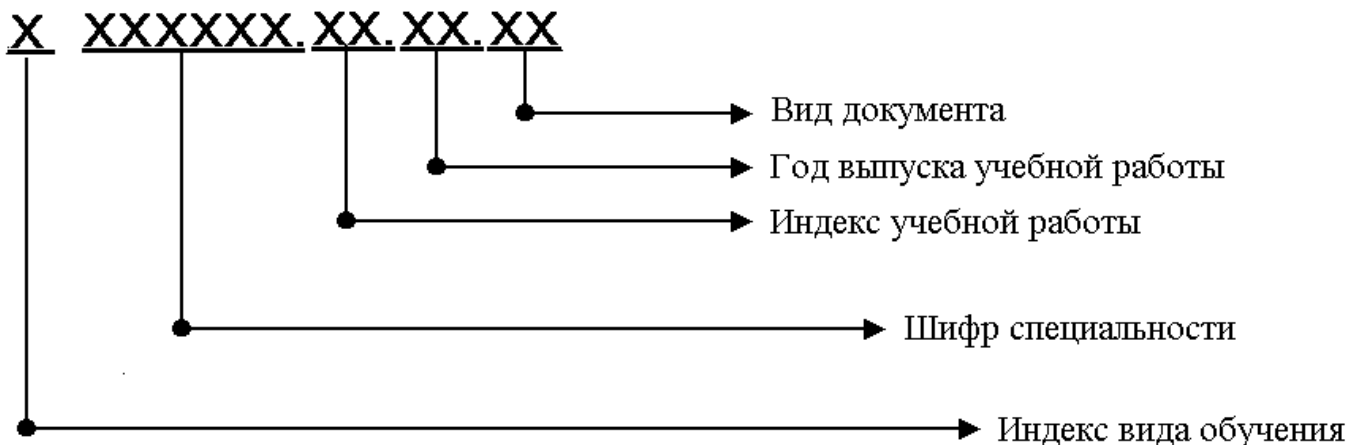 Х ХХХХХХ.ХХ.ХХ.ХХ
Вид документа
Год выпуска учебной работы
Индекс учебной работы
Шифр специальности
Индекс вида обучения